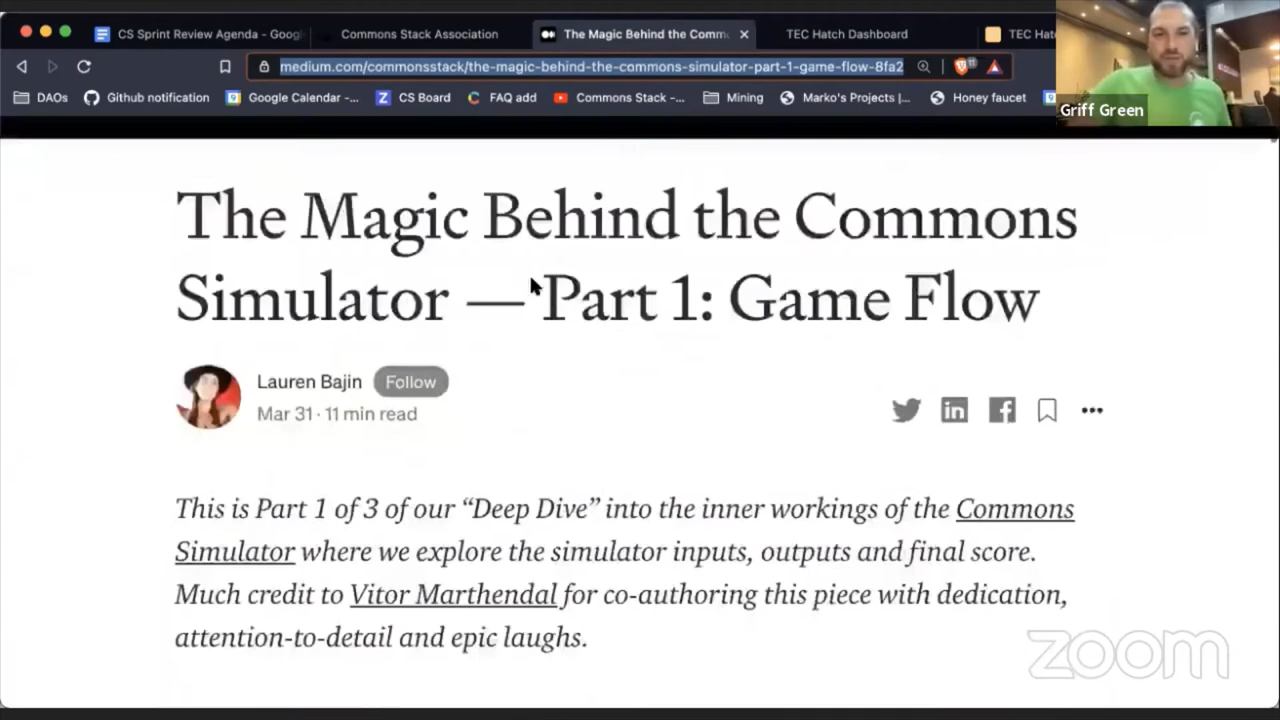 CS Sprint Review Agenda - Goog
Commons Stack Association
The Magic Behind the Comm
TEC Hatch Dashboard
TEC Hat
medium.com/commonsstack/the-magic-behind-the-commons-simulator-part-1-game-flow-8fa2
DAOs
Github notification
Google Calendar -...
CS Board
FAQ add
Commons Stack -...
Mining
Marko's Projects |...
Honey faucet
Griff Green
The Magic Behind the Commons
Simulator — Part 1: Game Flow
Lauren Bajin Follow
Mar 31 · 11 min read
This is Part 1 of 3 of our “Deep Dive” into the inner workings of the Commons
Simulator where we explore the simulator inputs, outputs and final score.
Much credit to Vitor Marthendal for co-authoring this piece with dedication,
attention-to-detail and epic laughs.
zoom